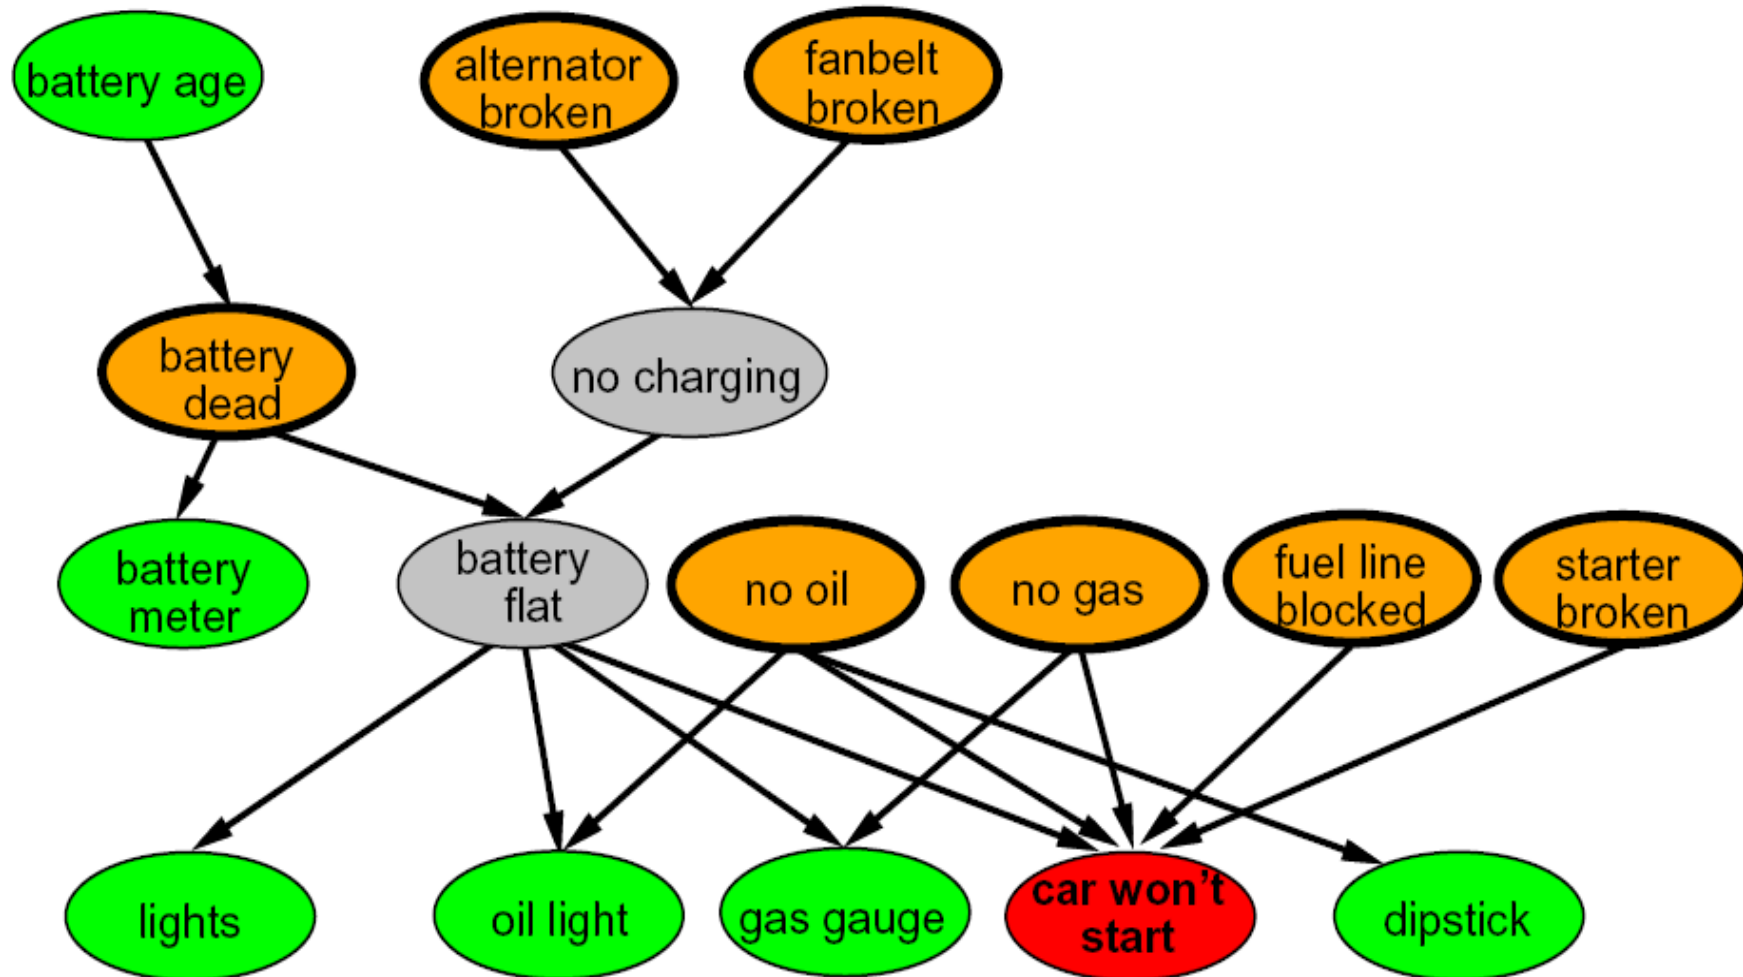 battery age
alternator
broken
fanbelt
broken
battery
dead
no charging
battery
meter
battery
flat
no oil
no gas
fuel line
blocked
starter
broken
lights
oil light
gas gauge
car won't
start
dipstick